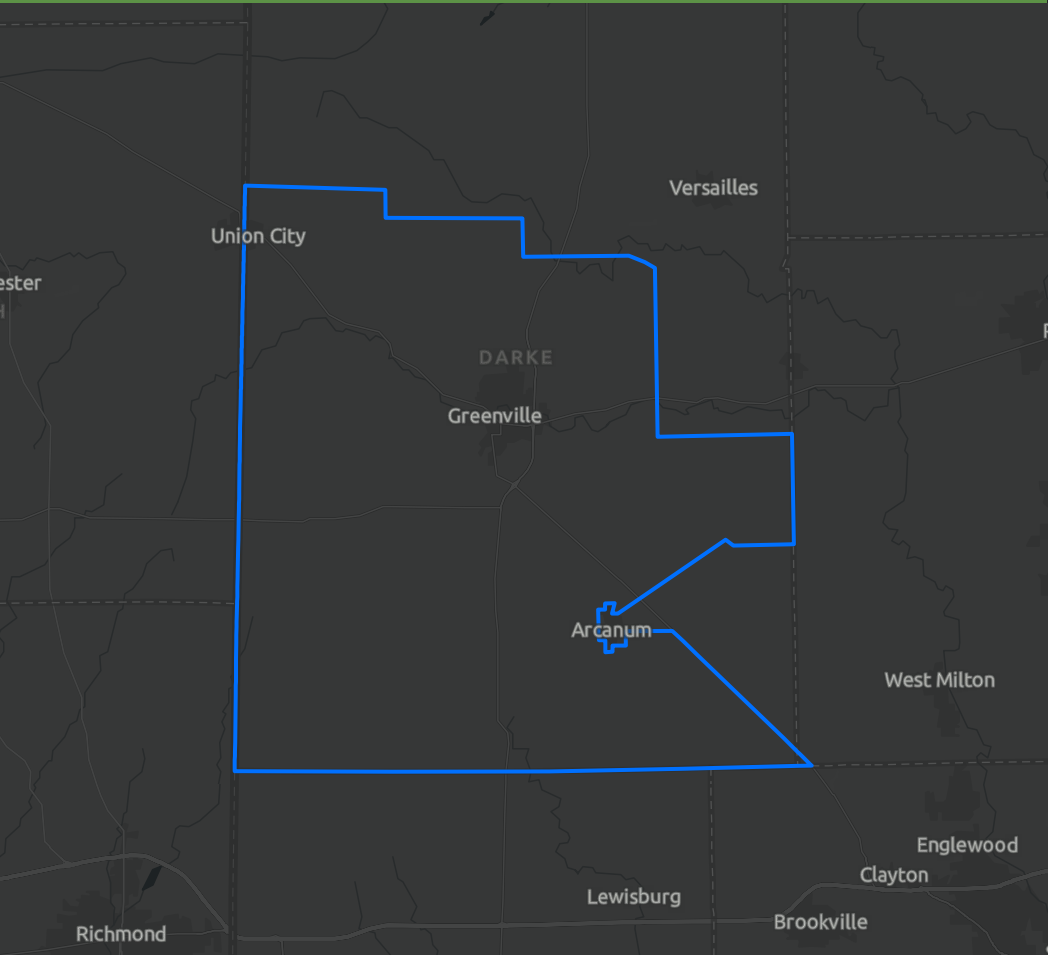 Versailles
Union City
ester
H
DARKE
Greenville
Arcanum
West Milton
Englewood
Clayton
Lewisburg
Brookville
Richmond